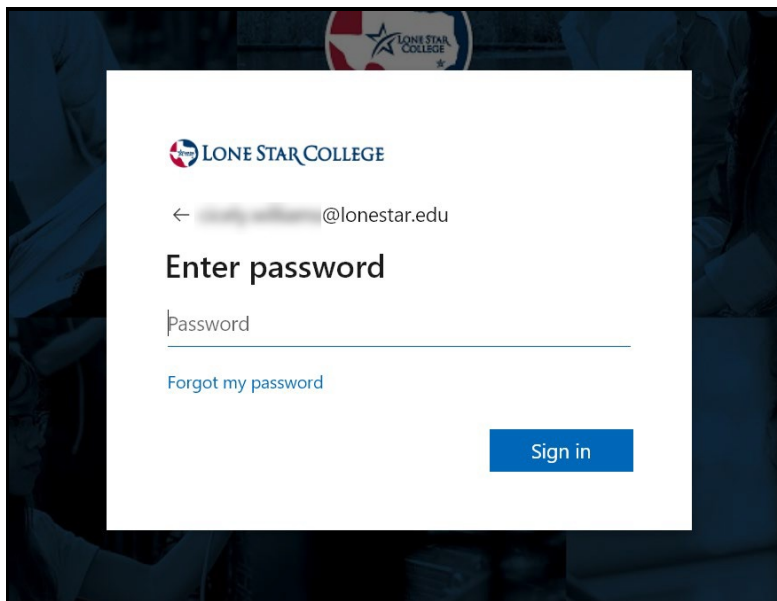 LONE STAR
COLLEGE
LONE STAR COLLEGE
← @lonestar.edu
Enter password
Password
Forgot my password
Sign in